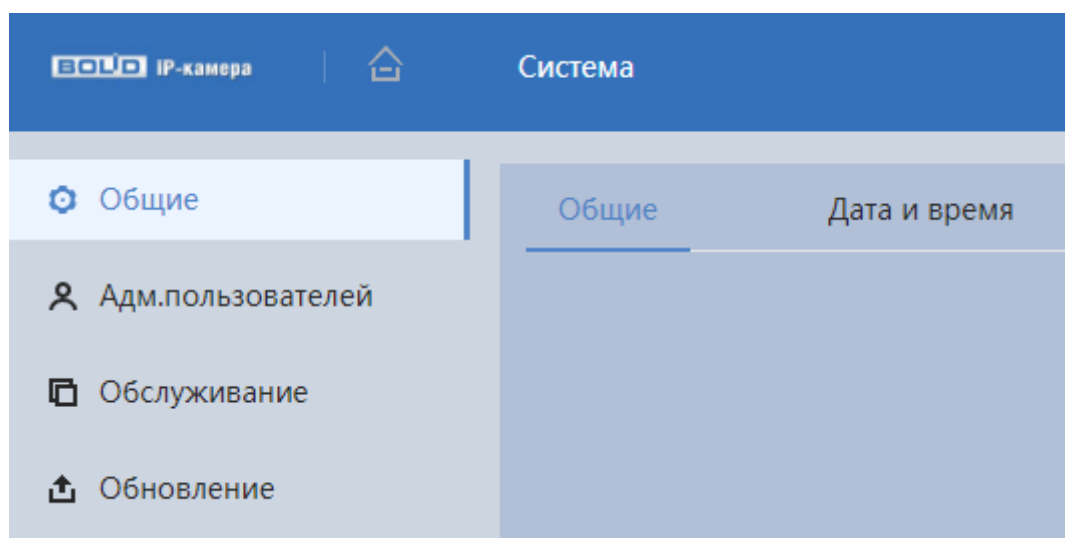 BOLID IP-камера
Система
Общие
Адм.пользователей
Обслуживание
Обновление
Общие
Дата и время